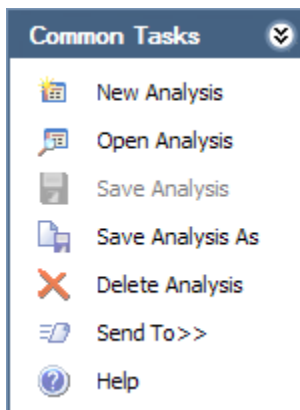 Common Tasks
New Analysis
Open Analysis
Save Analysis
Save Analysis As
Delete Analysis
Send To>>
Help